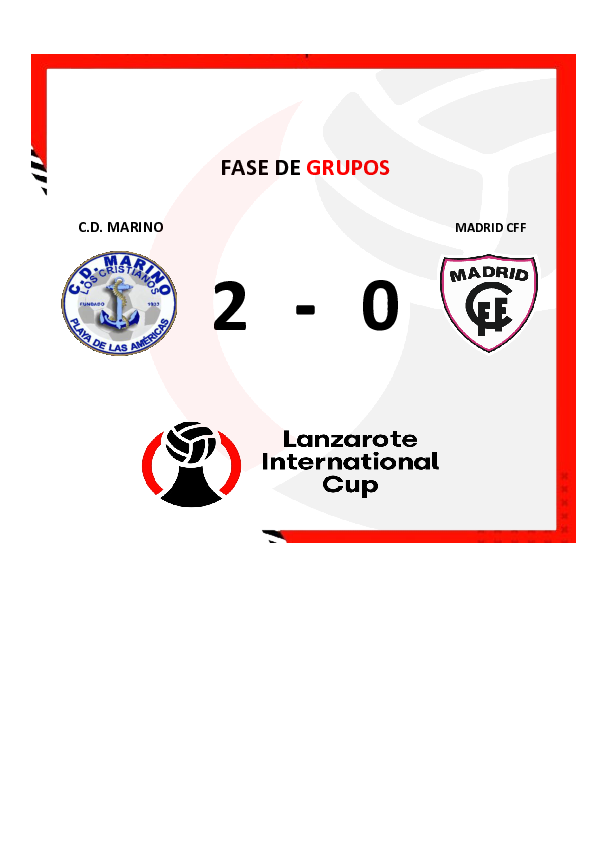 FASE DE GRUPOS
C.D. MARINO
MADRID CFF
C.D. MARINO
LOS CRISTIANOS
FUNDADO 1937
PLAYA DE LAS AMÉRICAS
2 - 0
MADRID
CFF
Lanzarote
International
Cup